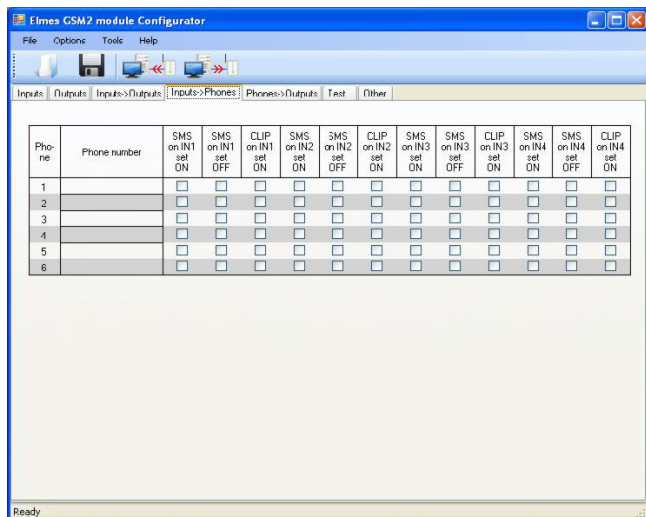 Elmes GSM2 module Configurator
File Options Tools Help
Inputs Outputs Inputs->Outputs Inputs->Phones Phones->Outputs Test Other
Pho-
ne
Phone number
SMS
on IN1
set
ON
SMS
on IN1
set
OFF
CLIP
on IN1
set
ON
SMS
on IN2
set
ON
SMS
on IN2
set
OFF
CLIP
on IN2
set
ON
SMS
on IN3
set
ON
SMS
on IN3
set
OFF
CLIP
on IN3
set
ON
SMS
on IN4
set
ON
SMS
on IN4
set
OFF
CLIP
on IN4
set
ON
1
2
3
4
5
6
Ready